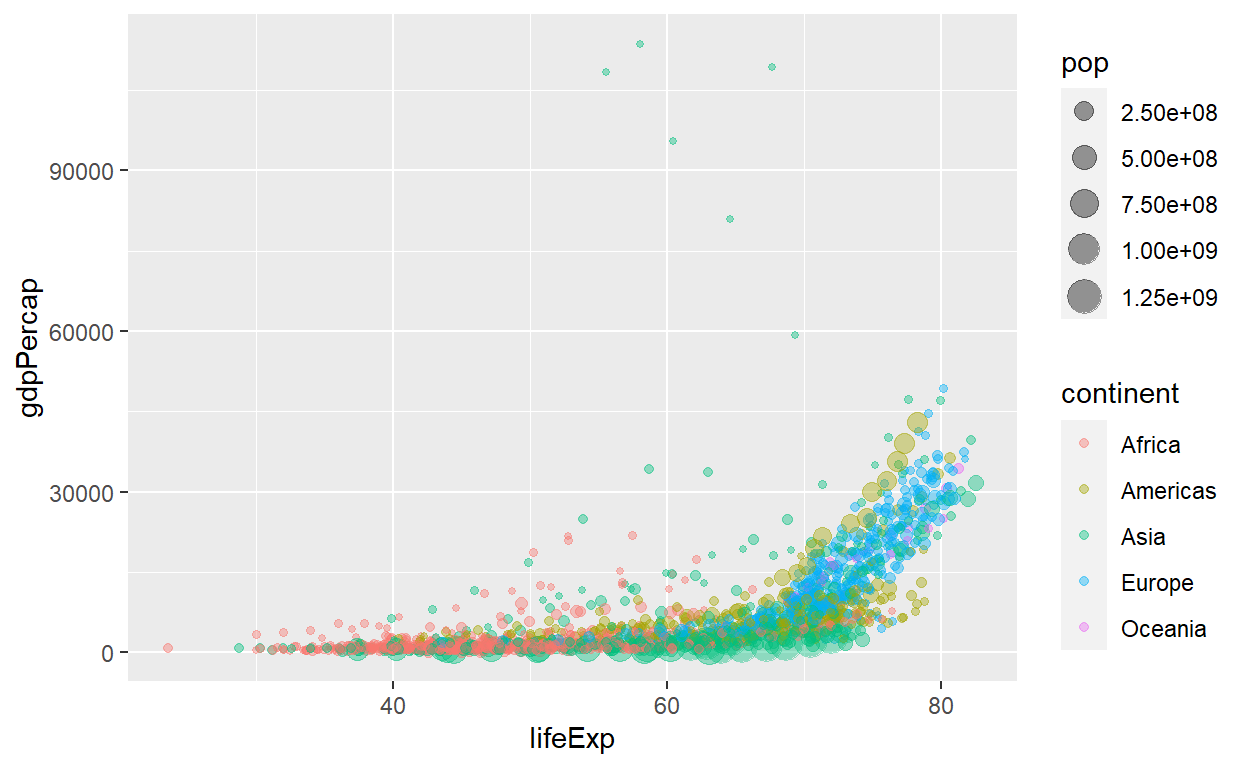 gdpPercap
90000
60000
30000
0
40 60 80
lifeExp
pop
2.50e+08
5.00e+08
7.50e+08
1.00e+09
1.25e+09
continent
Africa
Americas
Asia
Europe
Oceania